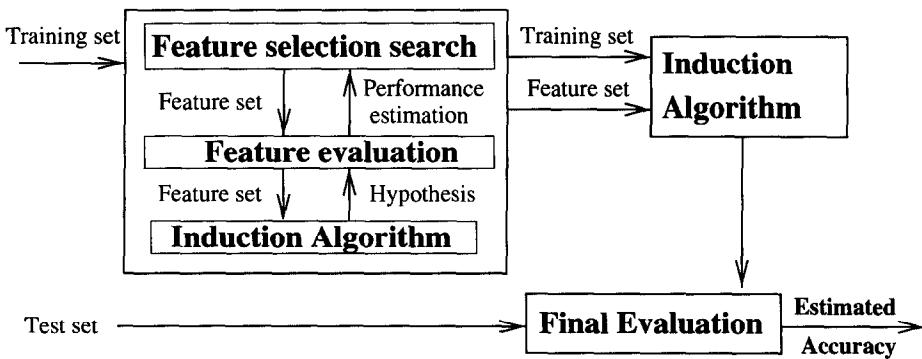 Training set
Feature selection search
Feature set
Performance
estimation
Feature evaluation
Feature set
Hypothesis
Induction Algorithm
Training set
Feature set
Induction
Algorithm
Test set
Final Evaluation
Estimated
Accuracy